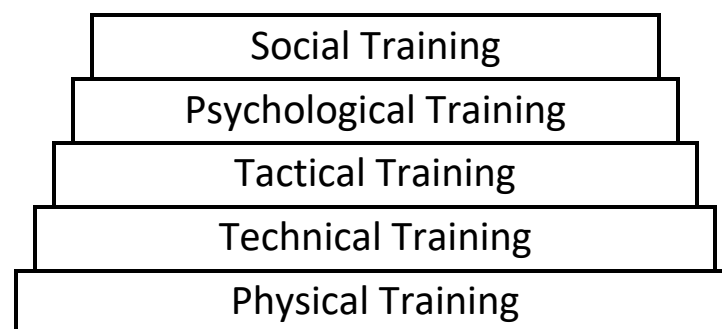 Social Training
Psychological Training
Tactical Training
Technical Training
Physical Training